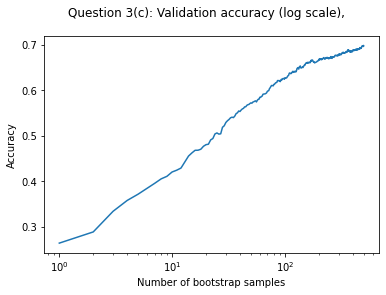 Question 3(c): Validation accuracy (log scale),
0.7
0.6
0.5
0.4
0.3
Accuracy
10⁰
10¹
10²
Number of bootstrap samples